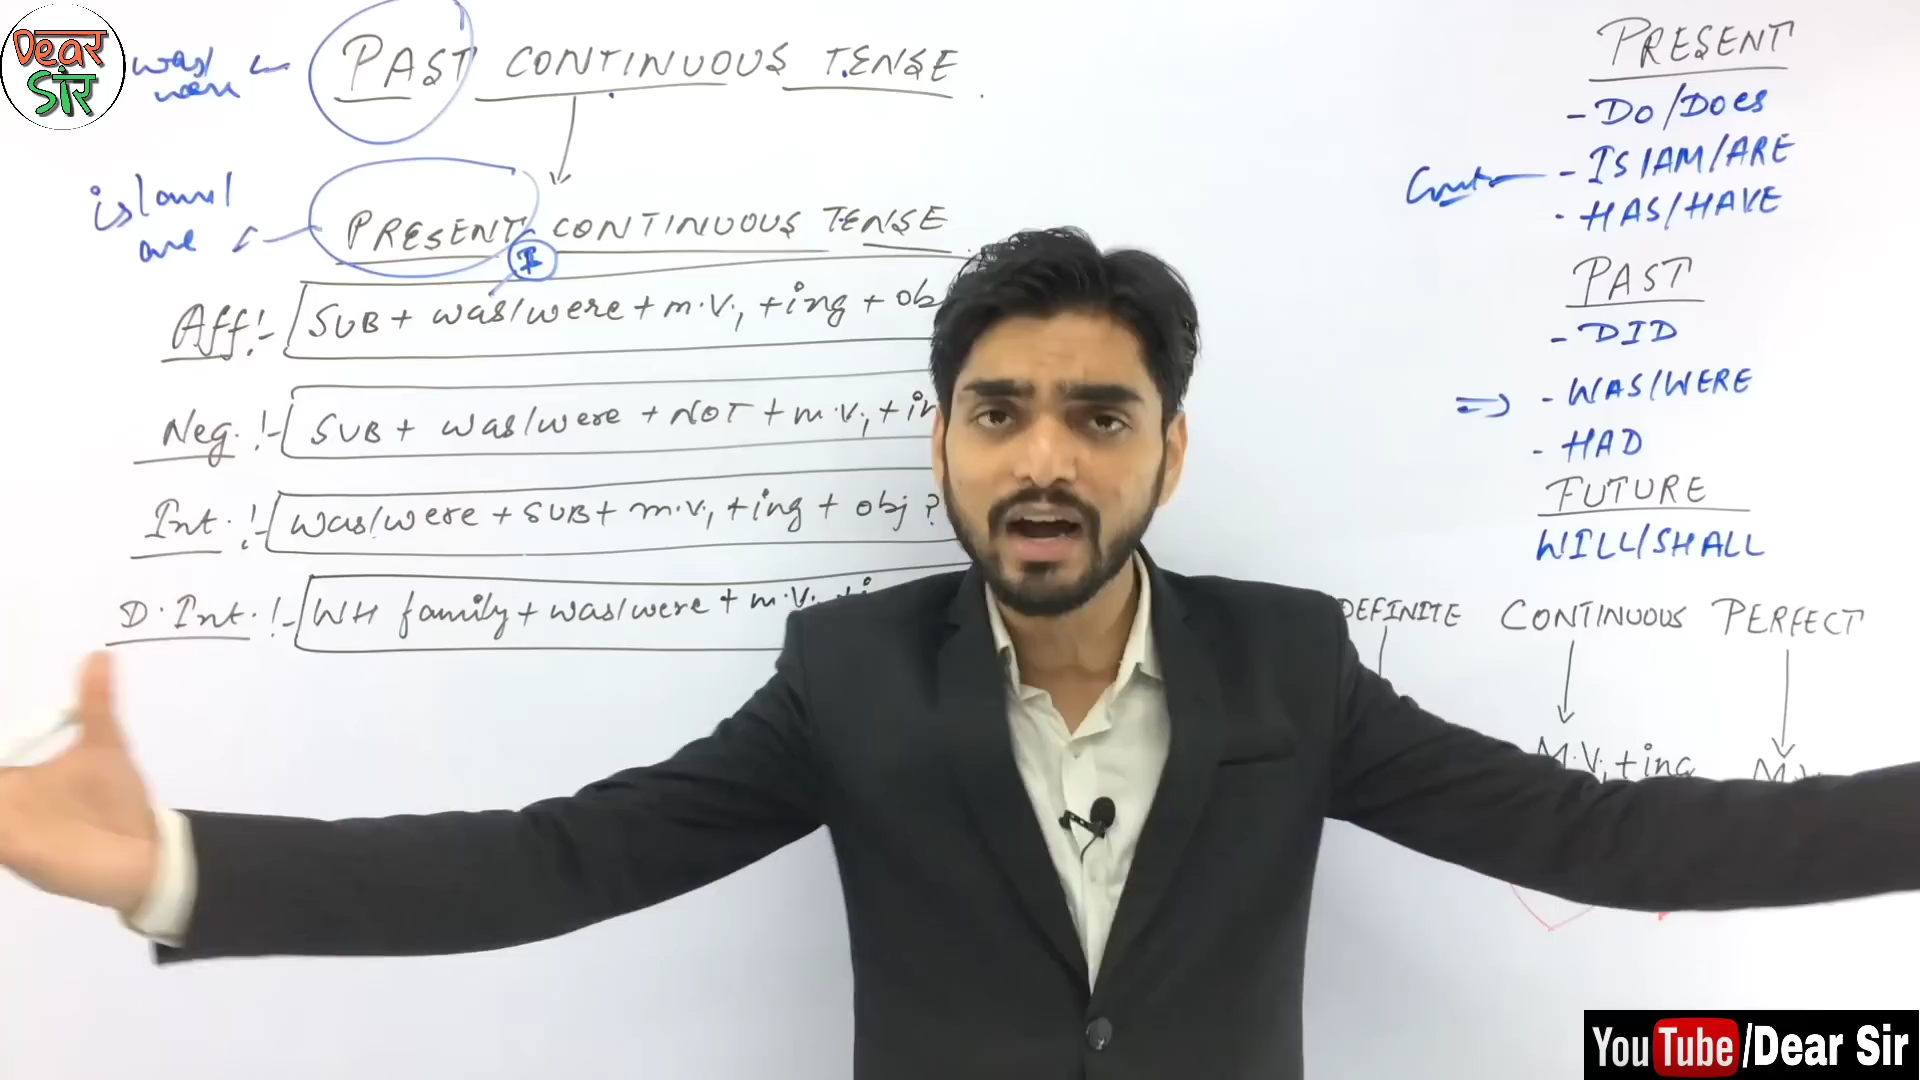 Dear
सर
was/
were
PAST CONTINUOUS TENSE
is/am/
are
PRESENT CONTINUOUS TENSE
I
Aff:- SUB + was/were + m.V₁ + ing + ob
Neg.:- SUB + was/were + NOT + m.V₁ + in
Int.:- was/were + SUB + m.V₁ + ing + obj ?
D.Int.:- WH family + was/were + m.V₁
PRESENT
- DO/DOES
- IS/AM/ARE
- HAS/HAVE
PAST
- DID
⇒ - WAS/WERE
- HAD
FUTURE
WILL/SHALL
DEFINITE CONTINUOUS PERFECT
M.V₁ + ing
YouTube/Dear Sir